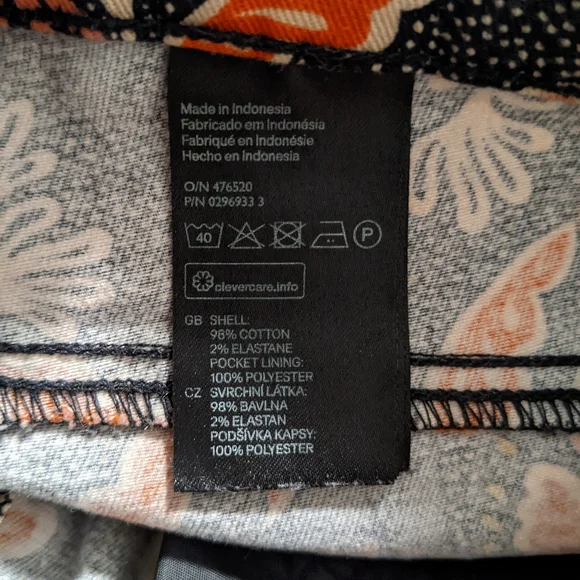 Made in Indonesia
Fabricado em Indonésia
Fabriqué en Indonésie
Hecho en Indonesia
O/N 476520
P/N 0296933 3
40 P
clevercare.info
GB SHELL:
98% COTTON
2% ELASTANE
POCKET LINING:
100% POLYESTER
CZ SVRCHNÍ LÁTKA:
98% BAVLNA
2% ELASTAN
PODŠÍVKA KAPSY:
100% POLYESTER